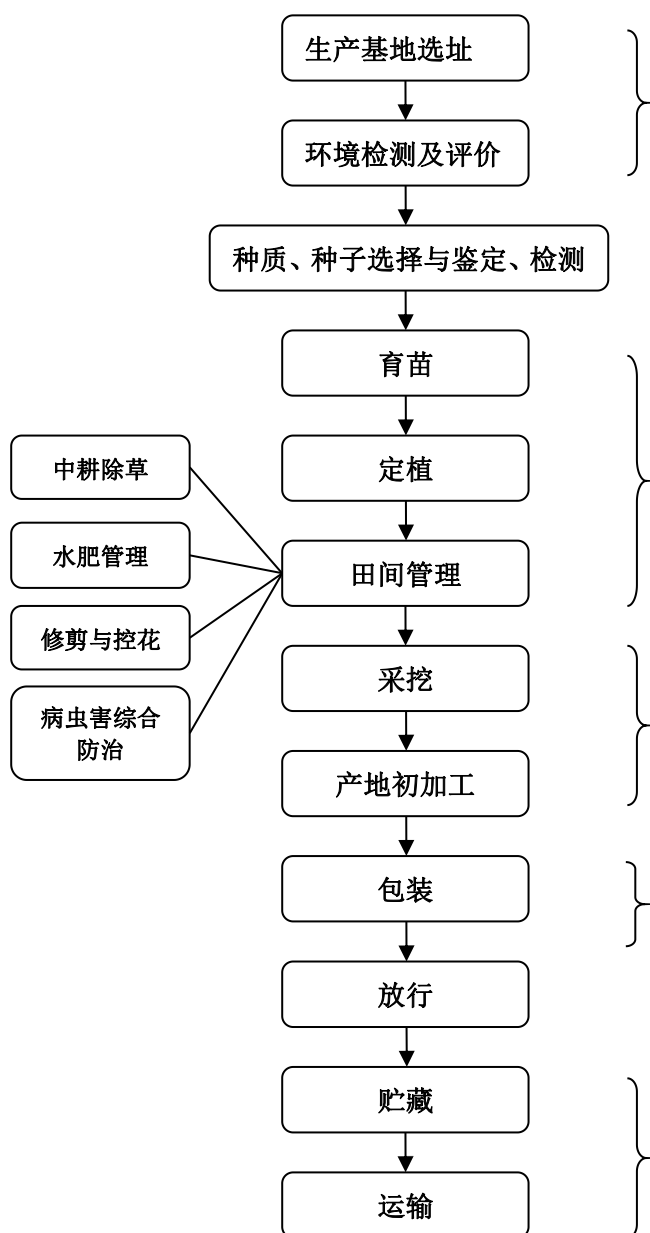 生产基地选址
环境检测及评价
种质、种子选择与鉴定、检测
育苗
定植
田间管理
中耕除草
水肥管理
修剪与控花
病虫害综合
防治
采挖
产地初加工
包装
放行
贮藏
运输